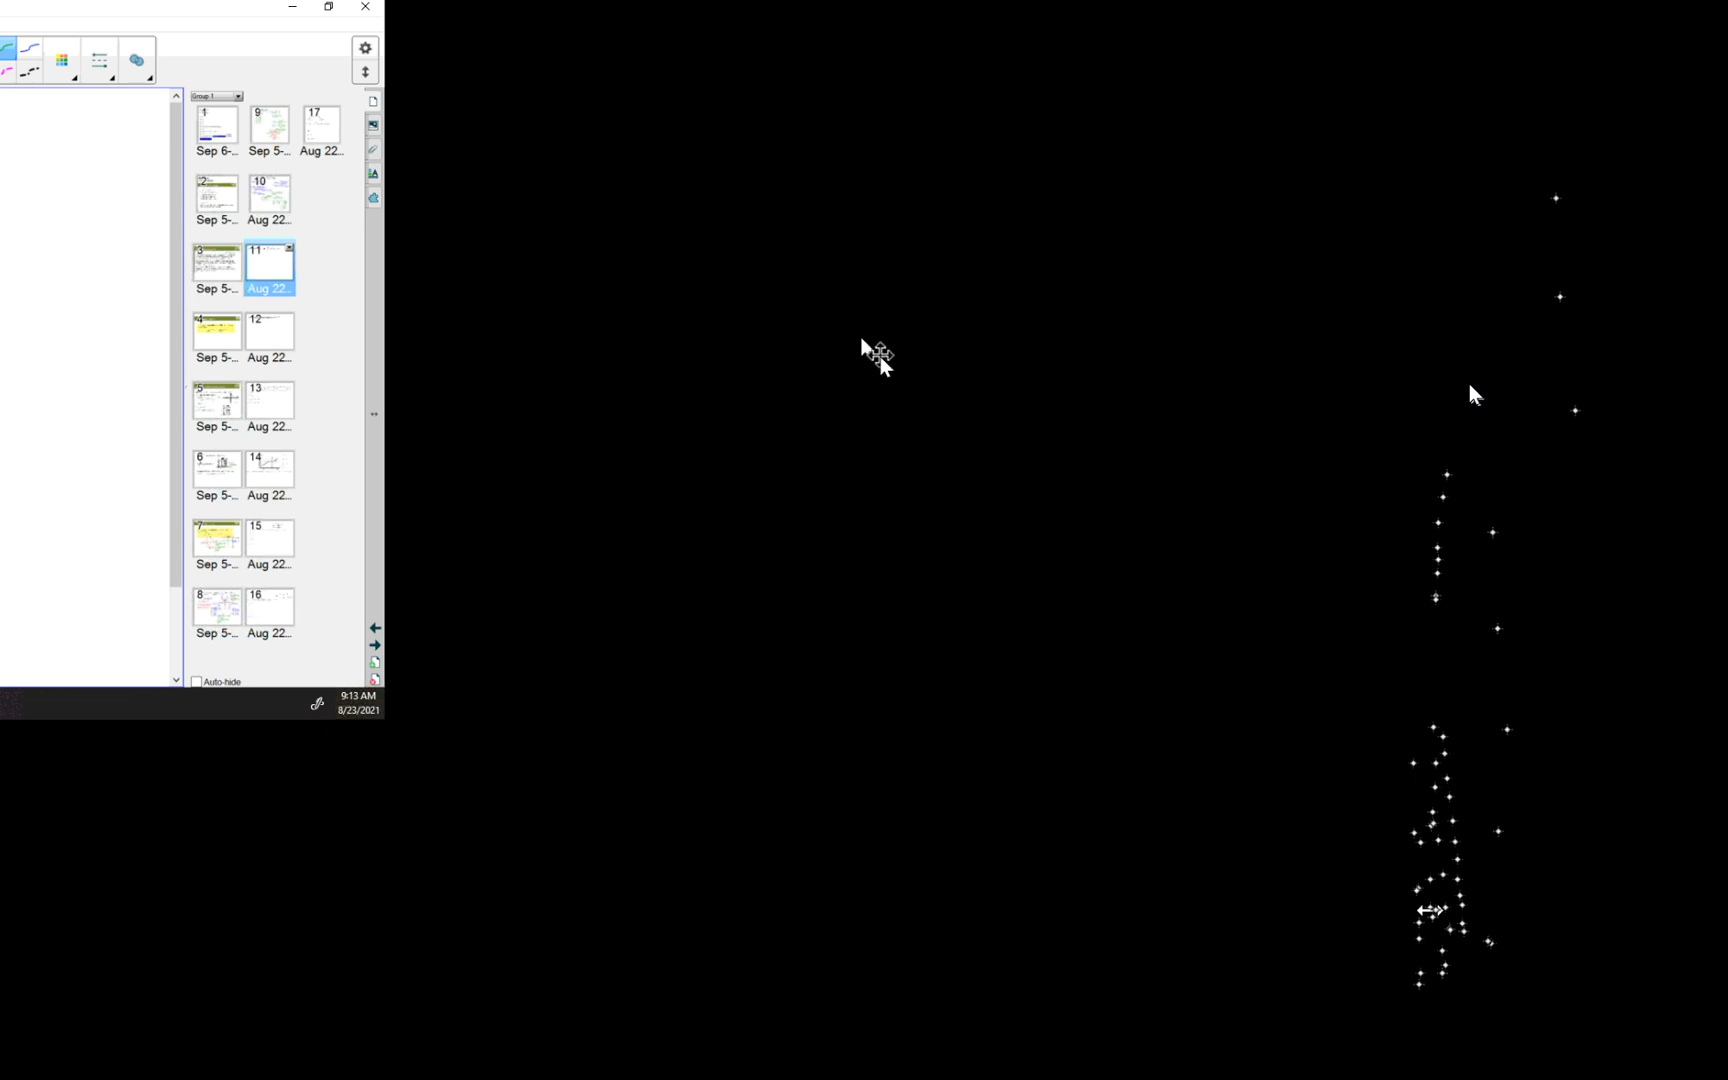 Group 1
1 9 17
Sep 6-... Sep 5-... Aug 22...
2 10
Sep 5-... Aug 22...
3 11
Sep 5-... Aug 22...
4 12
Sep 5-... Aug 22...
5 13
Sep 5-... Aug 22...
6 14
Sep 5-... Aug 22...
7 15
Sep 5-... Aug 22...
8 16
Sep 5-... Aug 22...
Auto-hide
9:13 AM
8/23/2021